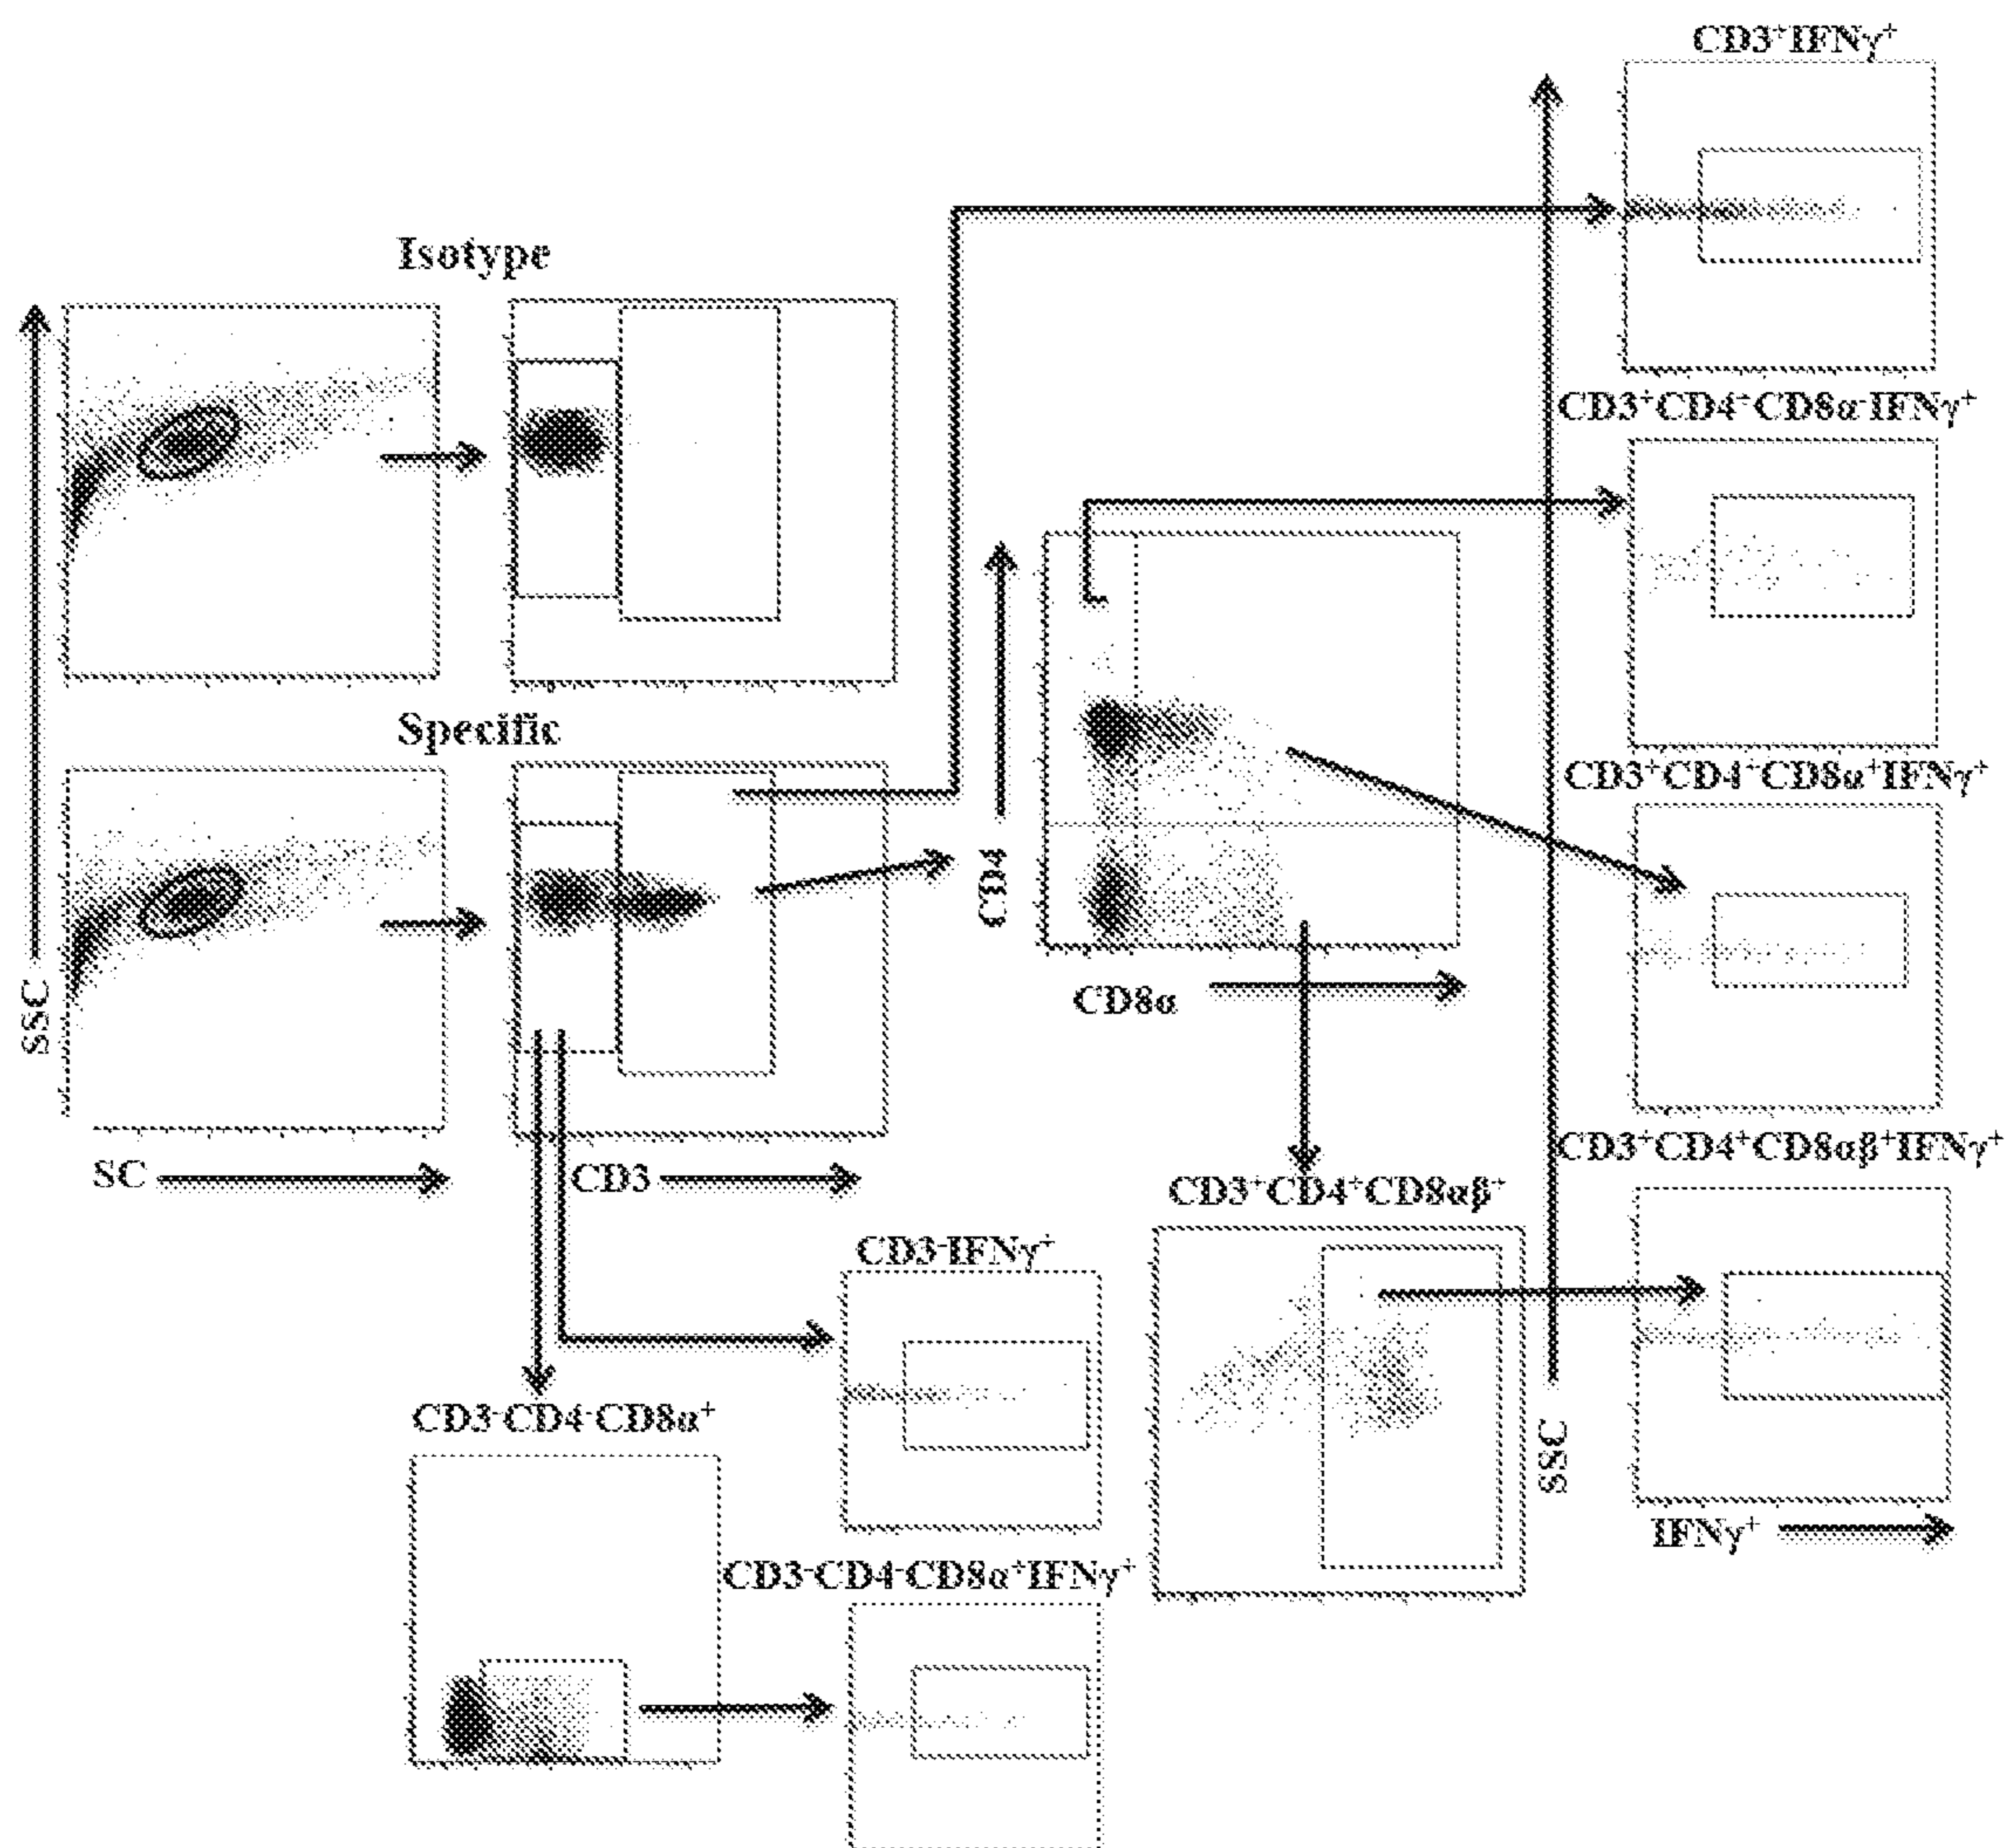 CD3⁺IFNγ⁺
Isotype
CD3⁺CD4⁺CD8α⁻IFNγ⁺
Specific
CD3⁺CD4⁺CD8α⁺IFNγ⁺
CD4
SSC
CD8α
CD3⁺CD4⁺CD8αβ⁺IFNγ⁺
SC
CD3
CD3⁺CD4⁺CD8αβ⁺
CD3⁻IFNγ⁺
CD3⁻CD4⁻CD8α⁺
SSC
IFNγ⁺
CD3⁻CD4⁻CD8α⁺IFNγ⁺